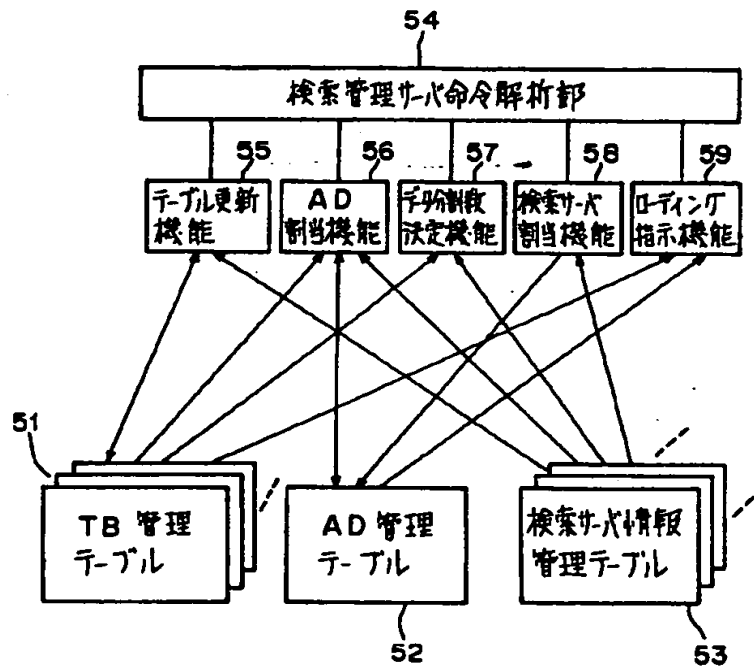 54
検索管理サーバ命令解析部
55
56
57
58
59
テーブル更新
機能
AD
割当機能
データ分割数
決定機能
検索サーバ
割当機能
ローディング
指示機能
51
TB 管理
テーブル
AD 管理
テーブル
検索サーバ情報
管理テーブル
52
53